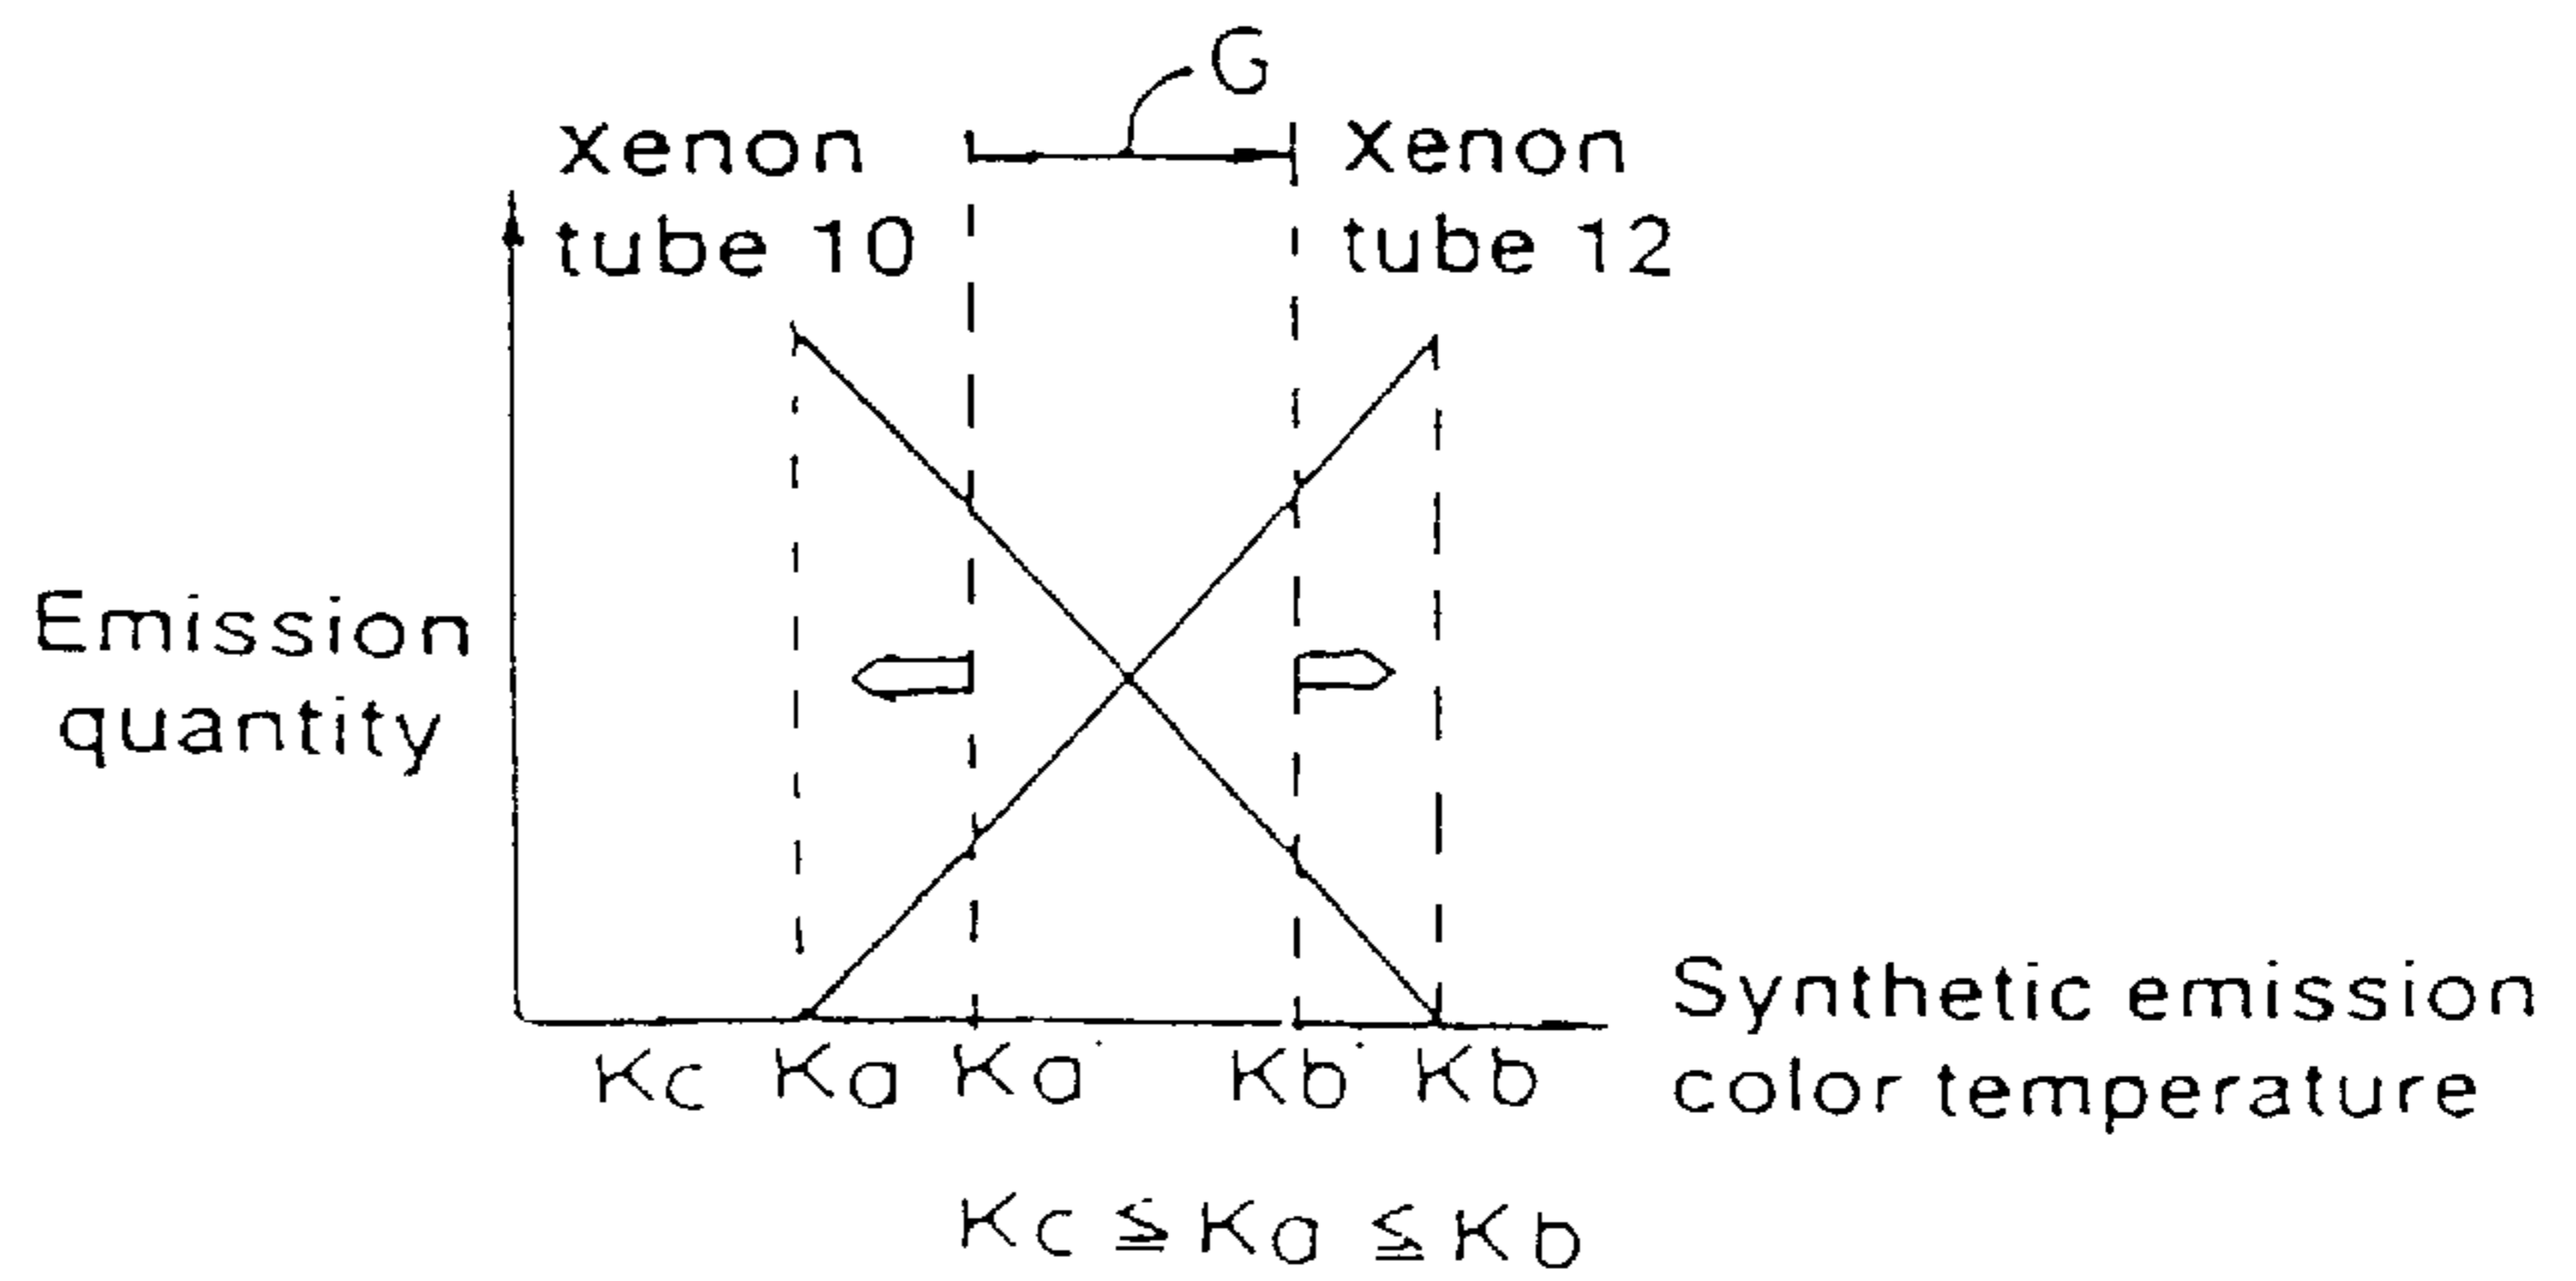 G
xenon
tube 10
xenon
tube 12
Emission
quantity
Kc Ka Ka' Kb' Kb
Synthetic emission
color temperature
Kc ≦ Ka ≦ Kb